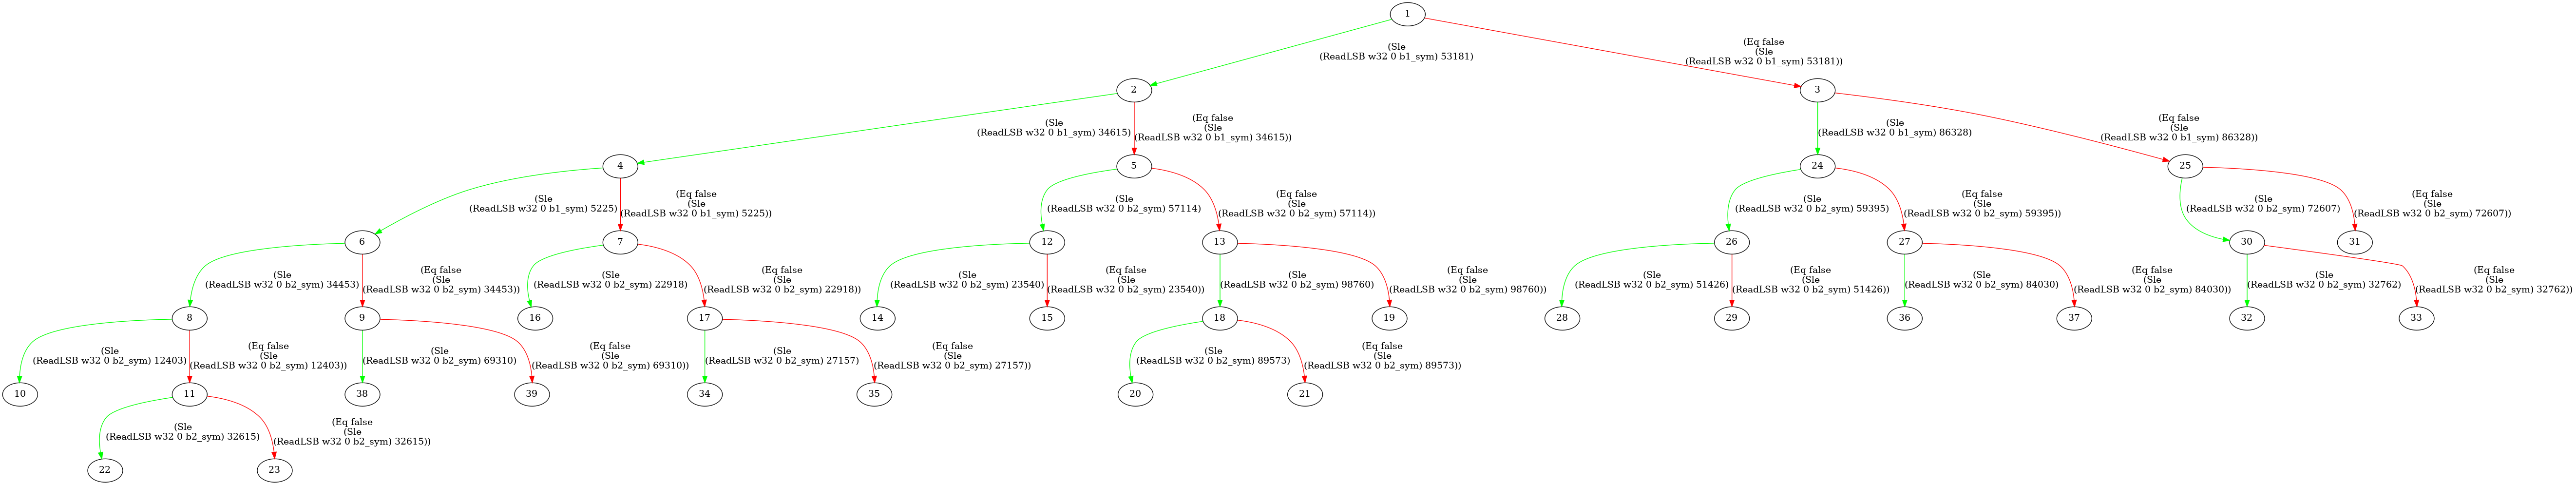 1
(Sle
(ReadLSB w32 0 b1_sym) 53181)
(Eq false
(Sle
(ReadLSB w32 0 b1_sym) 53181))
2
3
(Sle
(ReadLSB w32 0 b1_sym) 34615)
(Eq false
(Sle
(ReadLSB w32 0 b1_sym) 34615))
(Sle
(ReadLSB w32 0 b1_sym) 86328)
(Eq false
(Sle
(ReadLSB w32 0 b1_sym) 86328))
4
5
24
25
(Sle
(ReadLSB w32 0 b1_sym) 5225)
(Eq false
(Sle
(ReadLSB w32 0 b1_sym) 5225))
(Sle
(ReadLSB w32 0 b2_sym) 57114)
(Eq false
(Sle
(ReadLSB w32 0 b2_sym) 57114))
(Sle
(ReadLSB w32 0 b2_sym) 59395)
(Eq false
(Sle
(ReadLSB w32 0 b2_sym) 59395))
(Sle
(ReadLSB w32 0 b2_sym) 72607)
(Eq false
(Sle
(ReadLSB w32 0 b2_sym) 72607))
6
7
12
13
26
27
30
31
(Sle
(ReadLSB w32 0 b2_sym) 34453)
(Eq false
(Sle
(ReadLSB w32 0 b2_sym) 34453))
(Sle
(ReadLSB w32 0 b2_sym) 22918)
(Eq false
(Sle
(ReadLSB w32 0 b2_sym) 22918))
(Sle
(ReadLSB w32 0 b2_sym) 23540)
(Eq false
(Sle
(ReadLSB w32 0 b2_sym) 23540))
(Sle
(ReadLSB w32 0 b2_sym) 98760)
(Eq false
(Sle
(ReadLSB w32 0 b2_sym) 98760))
(Sle
(ReadLSB w32 0 b2_sym) 51426)
(Eq false
(Sle
(ReadLSB w32 0 b2_sym) 51426))
(Sle
(ReadLSB w32 0 b2_sym) 84030)
(Eq false
(Sle
(ReadLSB w32 0 b2_sym) 84030))
(Sle
(ReadLSB w32 0 b2_sym) 32762)
(Eq false
(Sle
(ReadLSB w32 0 b2_sym) 32762))
8
9
16
17
14
15
18
19
28
29
36
37
32
33
(Sle
(ReadLSB w32 0 b2_sym) 12403)
(Eq false
(Sle
(ReadLSB w32 0 b2_sym) 12403))
(Sle
(ReadLSB w32 0 b2_sym) 69310)
(Eq false
(Sle
(ReadLSB w32 0 b2_sym) 69310))
(Sle
(ReadLSB w32 0 b2_sym) 27157)
(Eq false
(Sle
(ReadLSB w32 0 b2_sym) 27157))
(Sle
(ReadLSB w32 0 b2_sym) 89573)
(Eq false
(Sle
(ReadLSB w32 0 b2_sym) 89573))
10
11
38
39
34
35
20
21
(Sle
(ReadLSB w32 0 b2_sym) 32615)
(Eq false
(Sle
(ReadLSB w32 0 b2_sym) 32615))
22
23